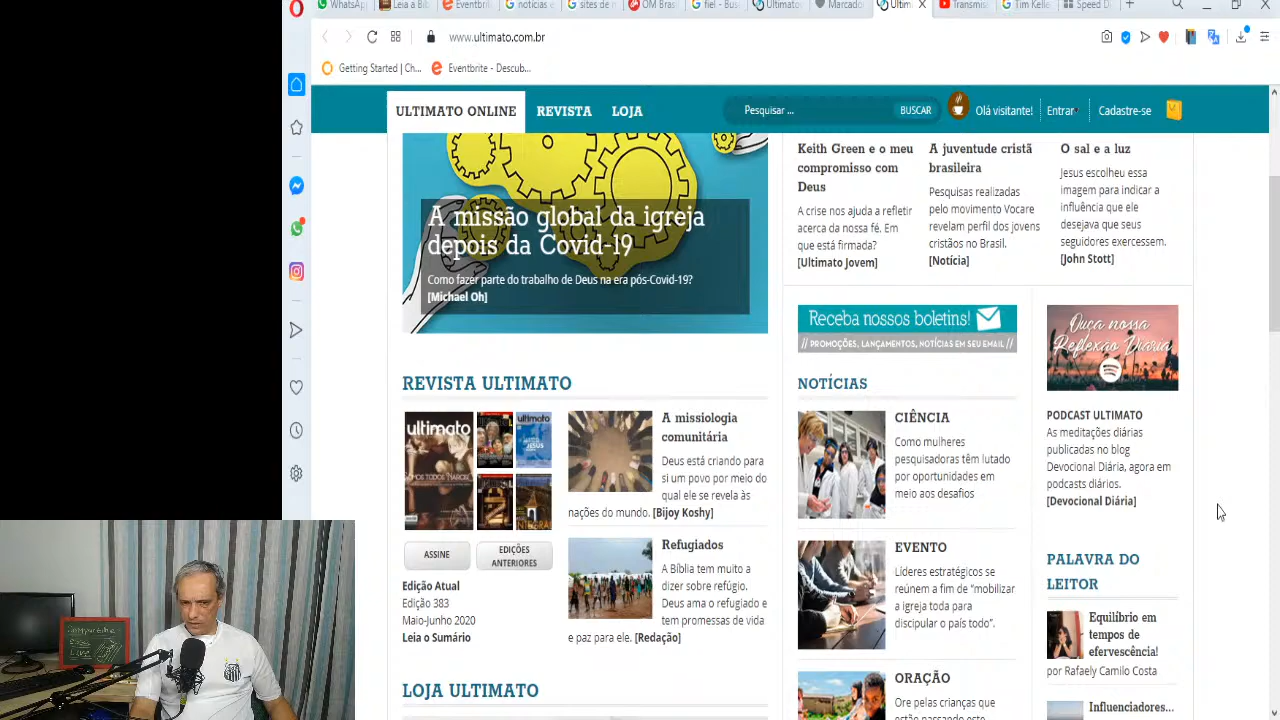 WhatsApp
Leia a Bíb
Eventbrite
notícias e
sites de n
OM Brasi
fiel - Bus
Ultimato
Marcador
Ultim
Transmis
Tim Kelle
Speed D
www.ultimato.com.br
Getting Started | Ch...
Eventbrite - Descub...
ULTIMATO ONLINE
REVISTA
LOJA
Pesquisar ...
BUSCAR
Olá visitante!
Entrar
Cadastre-se
A missão global da igreja
depois da Covid-19
Como fazer parte do trabalho de Deus na era pós-Covid-19?
[Michael Oh]
Keith Green e o meu
compromisso com
Deus
A crise nos ajuda a refletir
acerca da nossa fé. Em
que está firmada?
[Ultimato Jovem]
A juventude cristã
brasileira
Pesquisas realizadas
pelo movimento Vocare
revelam perfil dos jovens
cristãos no Brasil.
[Notícia]
O sal e a luz
Jesus escolheu essa
imagem para indicar a
influência que ele
desejava que seus
seguidores exercessem.
[John Stott]
Receba nossos boletins!
// PROMOÇÕES, LANÇAMENTOS, NOTÍCIAS EM SEU EMAIL //
Ouça nossa
Reflexão Diária
REVISTA ULTIMATO
ultimato
ultimato
A missiologia
comunitária
Deus está criando para
si um povo por meio do
qual ele se revela às
nações do mundo. [Bijoy Koshy]
Refugiados
A Bíblia tem muito a
dizer sobre refúgio.
Deus ama o refugiado e
tem promessas de vida
e paz para ele. [Redação]
ASSINE
EDIÇÕES
ANTERIORES
Edição Atual
Edição 383
Maio-Junho 2020
Leia o Sumário
LOJA ULTIMATO
NOTÍCIAS
CIÊNCIA
Como mulheres
pesquisadoras têm lutado
por oportunidades em
meio aos desafios
EVENTO
Líderes estratégicos se
reúnem a fim de "mobilizar
a igreja toda para
discipular o país todo".
ORAÇÃO
Ore pelas crianças que
estão passando este
PODCAST ULTIMATO
As meditações diárias
publicadas no blog
Devocional Diária, agora em
podcasts diários.
[Devocional Diária]
PALAVRA DO
LEITOR
Equilíbrio em
tempos de
efervescência!
por Rafaely Camilo Costa
Influenciadores...